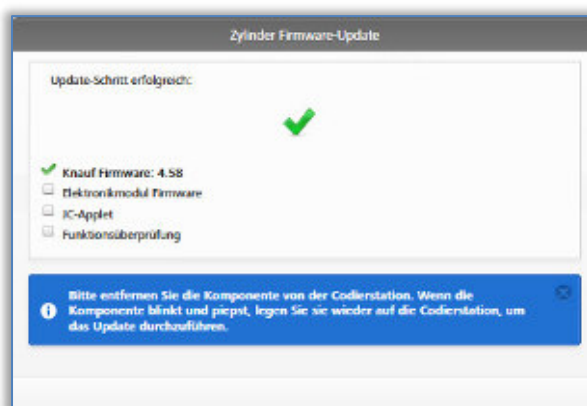 Zylinder Firmware-Update
Update-Schritt erfolgreich:
Knauf Firmware: 4.58
Elektronikmodul Firmware
JC-Applet
Funktionsüberprüfung
Bitte entfernen Sie die Komponente von der Codierstation. Wenn die
Komponente blinkt und piepst, legen Sie sie wieder auf die Codierstation, um
das Update durchzuführen.